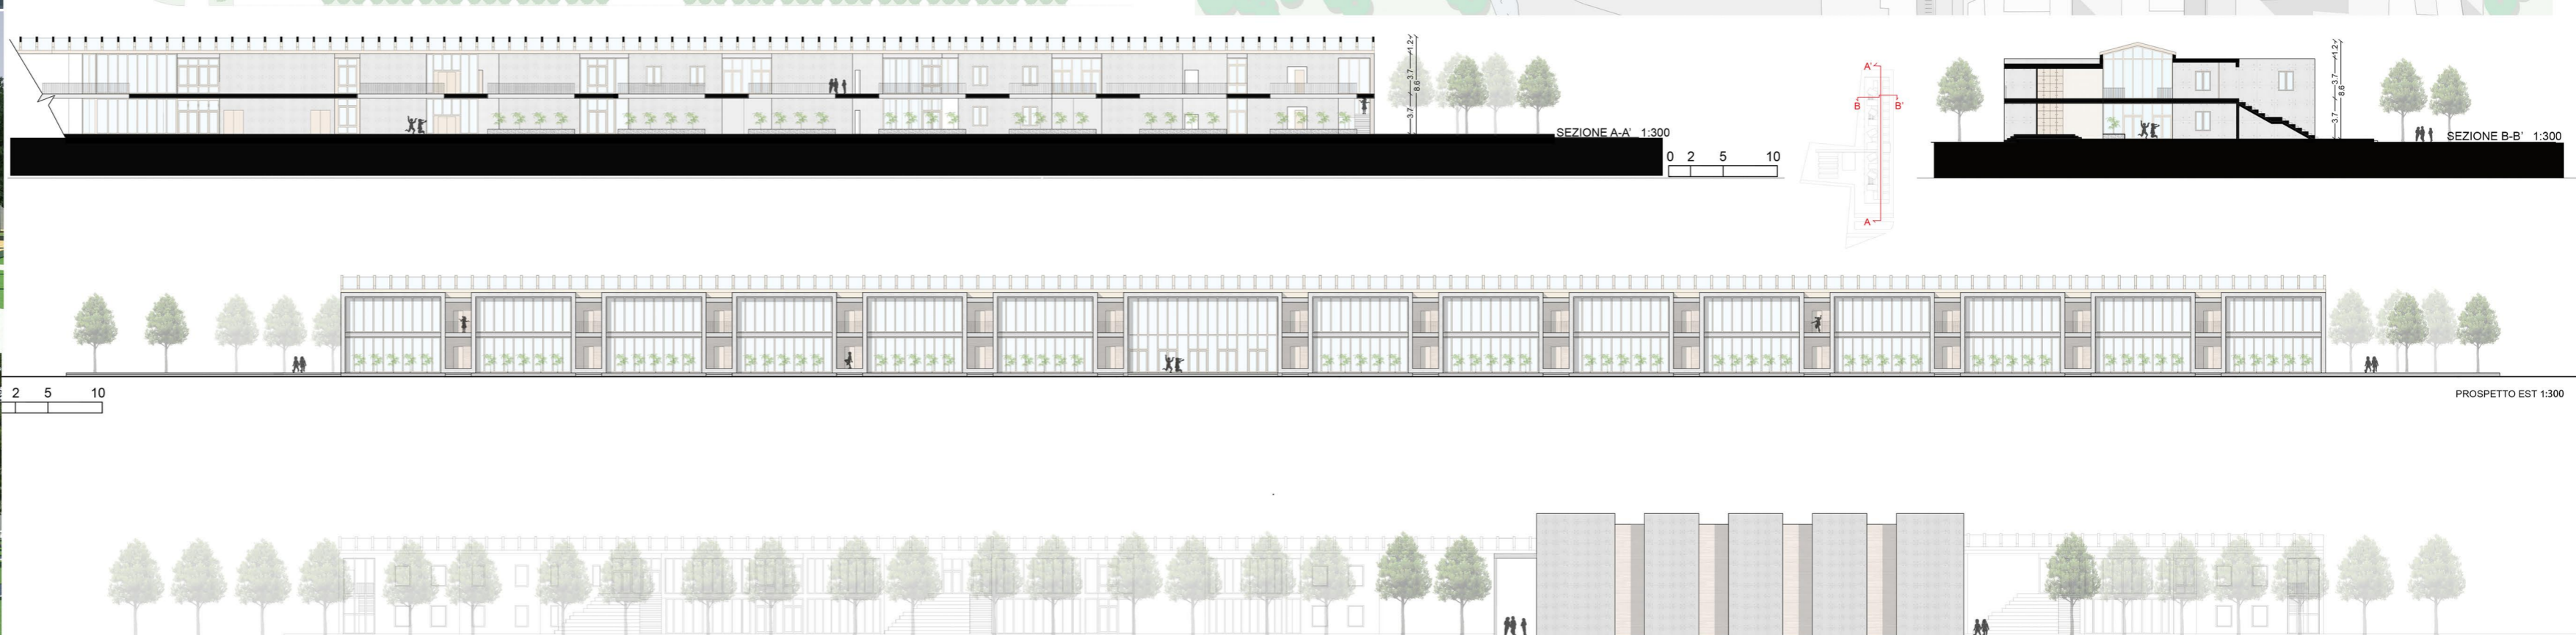 1.2
3.7
8.6
3.7
SEZIONE A-A' 1:300
0 2 5 10
A'
B B'
A
1.2
3.7
8.6
3.7
SEZIONE B-B' 1:300
2 5 10
PROSPETTO EST 1:300